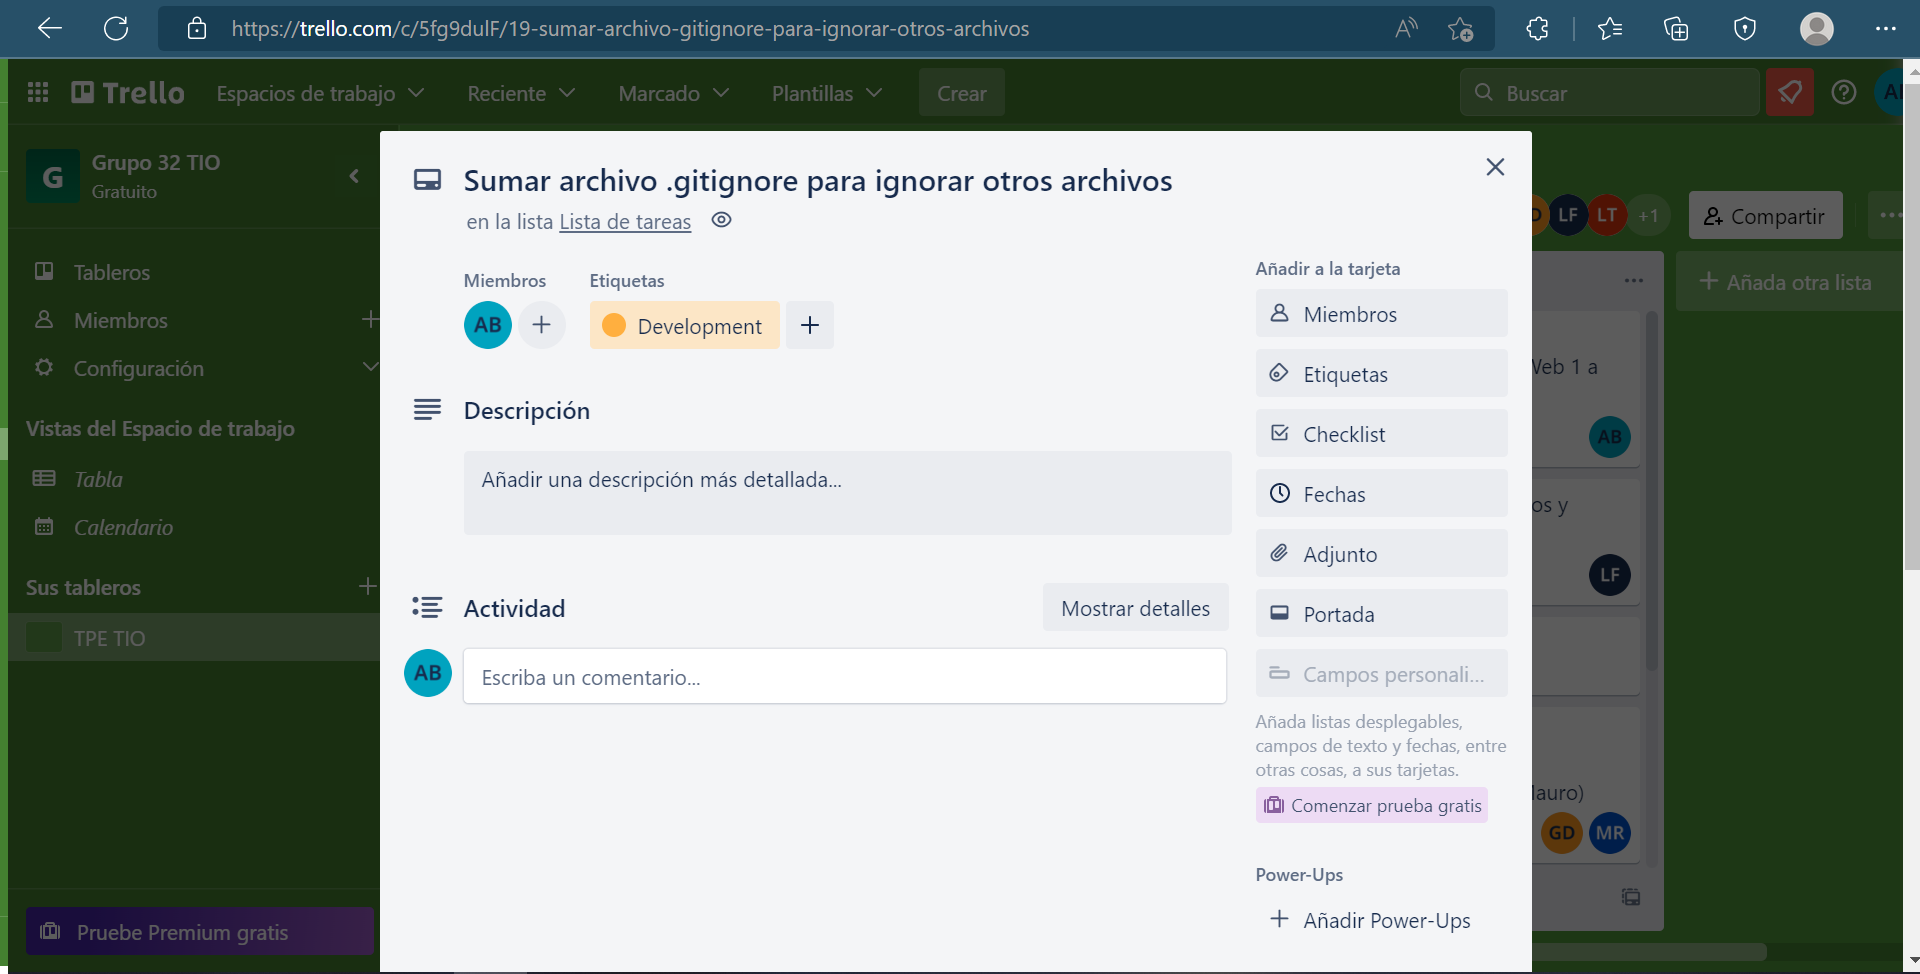 https://trello.com/c/5fg9dulF/19-sumar-archivo-gitignore-para-ignorar-otros-archivos
Trello
Espacios de trabajo
Reciente
Marcado
Plantillas
Crear
Buscar
G
Grupo 32 TIO
Gratuito
Tableros
Miembros
Configuración
Vistas del Espacio de trabajo
Tabla
Calendario
Sus tableros
TPE TIO
Pruebe Premium gratis
Sumar archivo .gitignore para ignorar otros archivos
en la lista Lista de tareas
Miembros
AB
Etiquetas
Development
Descripción
Añadir una descripción más detallada...
Actividad
Mostrar detalles
AB
Escriba un comentario...
Añadir a la tarjeta
Miembros
Etiquetas
Checklist
Fechas
Adjunto
Portada
Campos personali...
Añada listas desplegables,
campos de texto y fechas, entre
otras cosas, a sus tarjetas.
Comenzar prueba gratis
Power-Ups
Añadir Power-Ups
LF LT +1
Compartir
Añada otra lista
1 a
AB
y
LF
GD MR